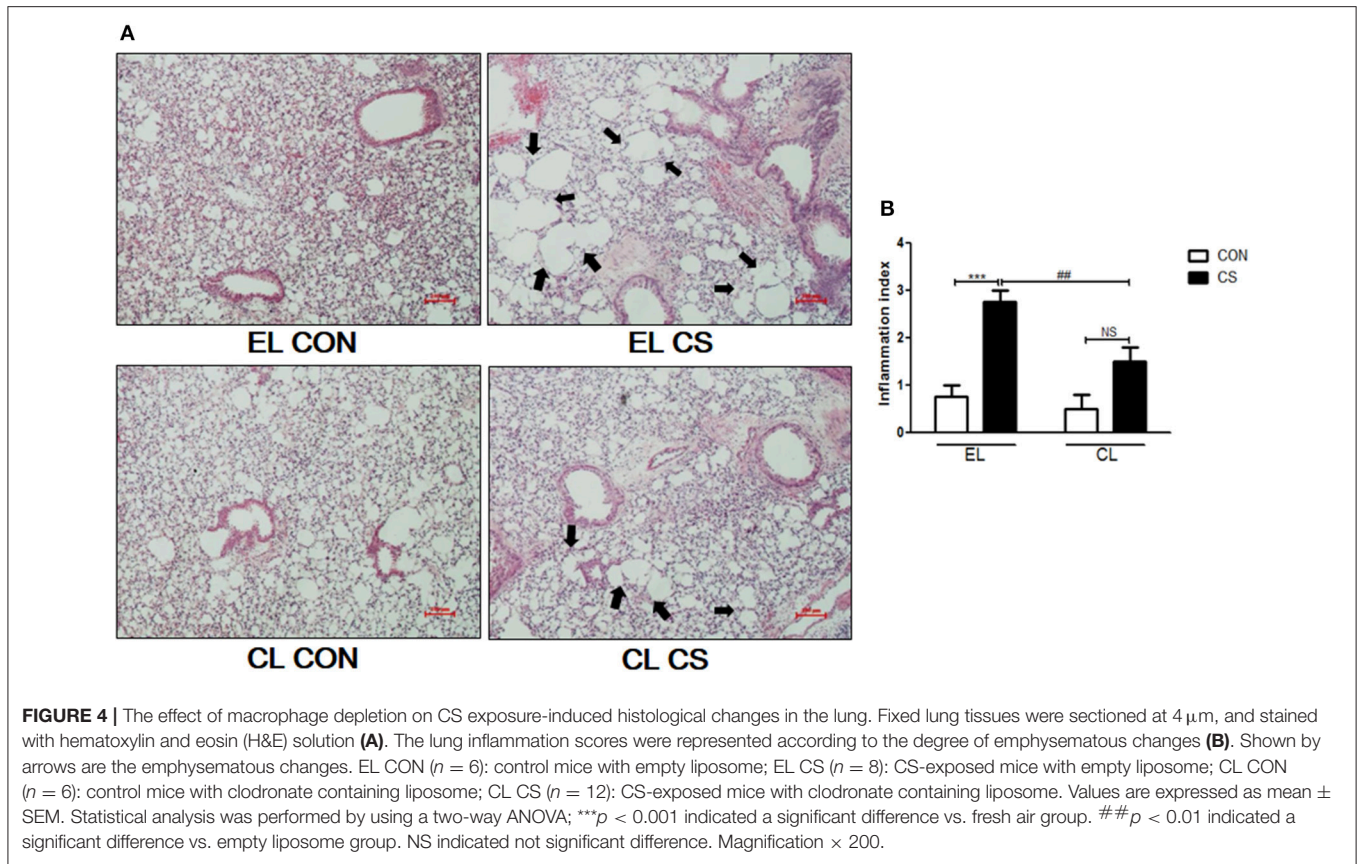 A
EL CON
EL CS
CL CON
CL CS
B
Inflammation index
4
3
2
1
0
***
##
NS
EL
CL
CON
CS
FIGURE 4 | The effect of macrophage depletion on CS exposure-induced histological changes in the lung. Fixed lung tissues were sectioned at 4 μm, and stained
with hematoxylin and eosin (H&E) solution (A). The lung inflammation scores were represented according to the degree of emphysematous changes (B). Shown by
arrows are the emphysematous changes. EL CON (n = 6): control mice with empty liposome; EL CS (n = 8): CS-exposed mice with empty liposome; CL CON
(n = 6): control mice with clodronate containing liposome; CL CS (n = 12): CS-exposed mice with clodronate containing liposome. Values are expressed as mean ±
SEM. Statistical analysis was performed by using a two-way ANOVA; ***p < 0.001 indicated a significant difference vs. fresh air group. ##p < 0.01 indicated a
significant difference vs. empty liposome group. NS indicated not significant difference. Magnification × 200.